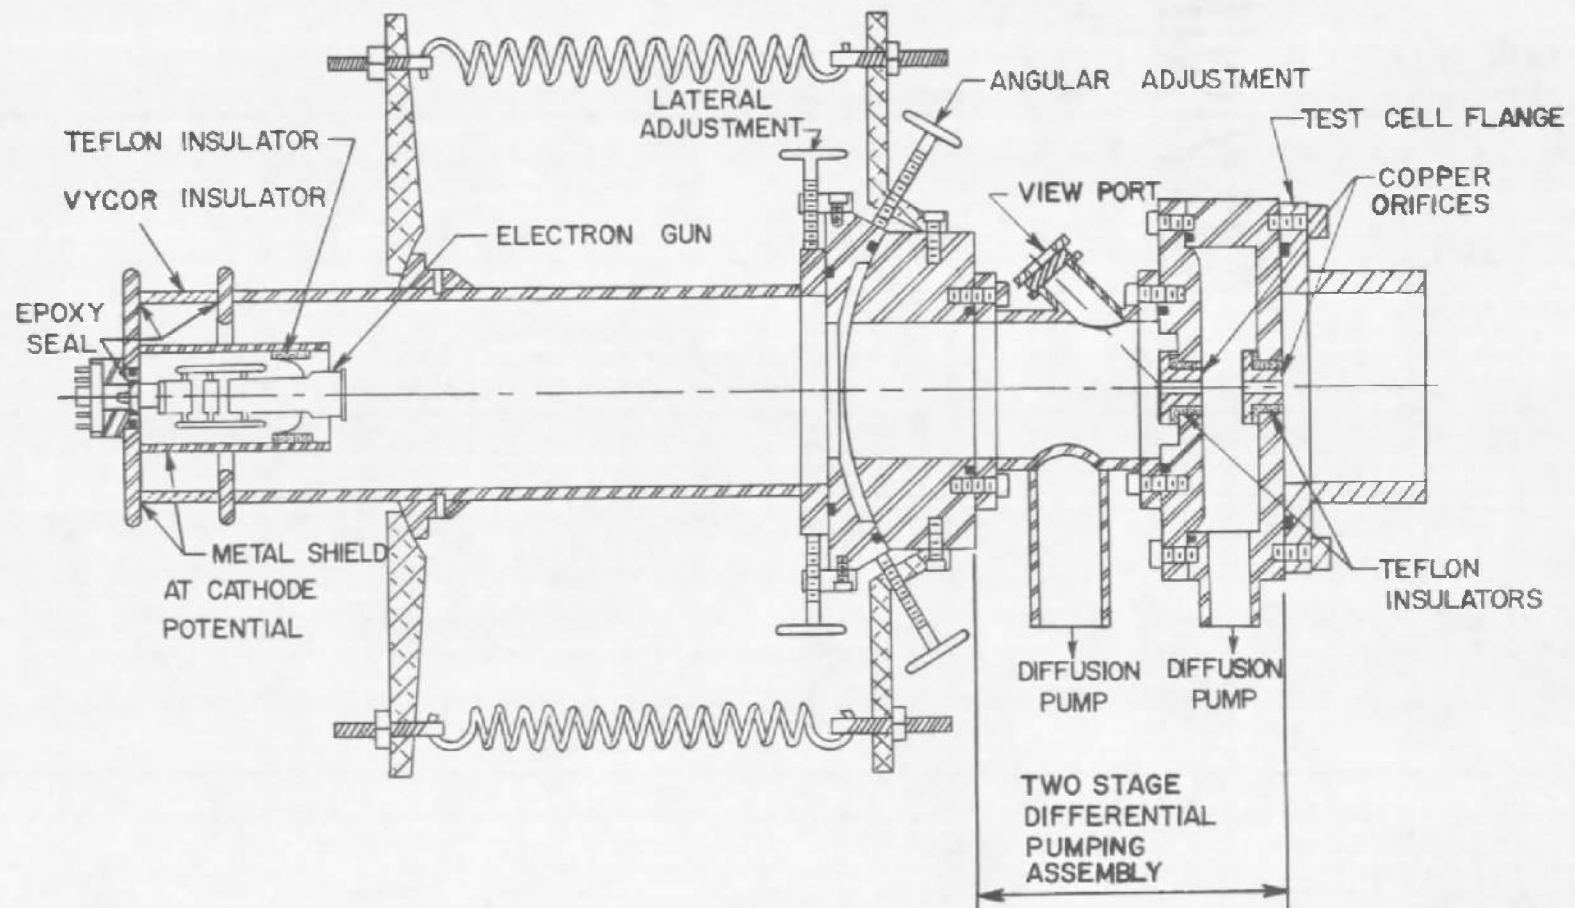 LATERAL
ADJUSTMENT
ANGULAR ADJUSTMENT
TEFLON INSULATOR
VYCOR INSULATOR
TEST CELL FLANGE
VIEW PORT
COPPER
ORIFICES
ELECTRON GUN
EPOXY
SEAL
METAL SHIELD
AT CATHODE
POTENTIAL
TEFLON
INSULATORS
DIFFUSION
PUMP
DIFFUSION
PUMP
TWO STAGE
DIFFERENTIAL
PUMPING
ASSEMBLY